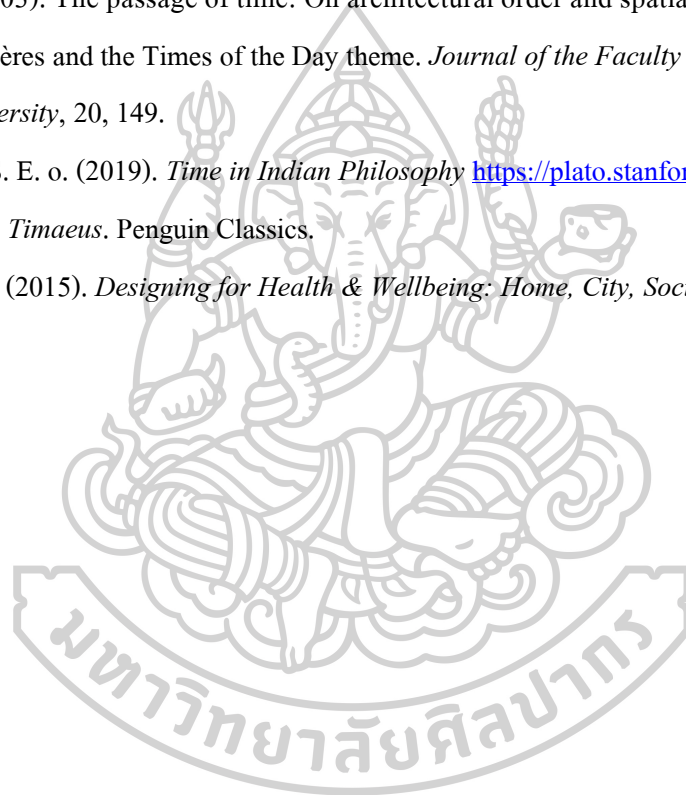 03). The passage of time: On architectural order and spatia
ères and the Times of the Day theme. Journal of the Faculty
ersity, 20, 149.
. E. o. (2019). Time in Indian Philosophy https://plato.stanfor
Timaeus. Penguin Classics.
(2015). Designing for Health & Wellbeing: Home, City, Soci
มหาวิทยาลัยศิลปากร